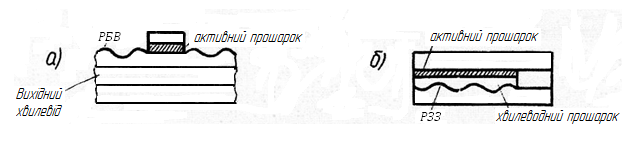 а)
РБВ
активний прошарок
Вихідний
хвилевід
б)
активний прошарок
РЗЗ
хвилеводний прошарок